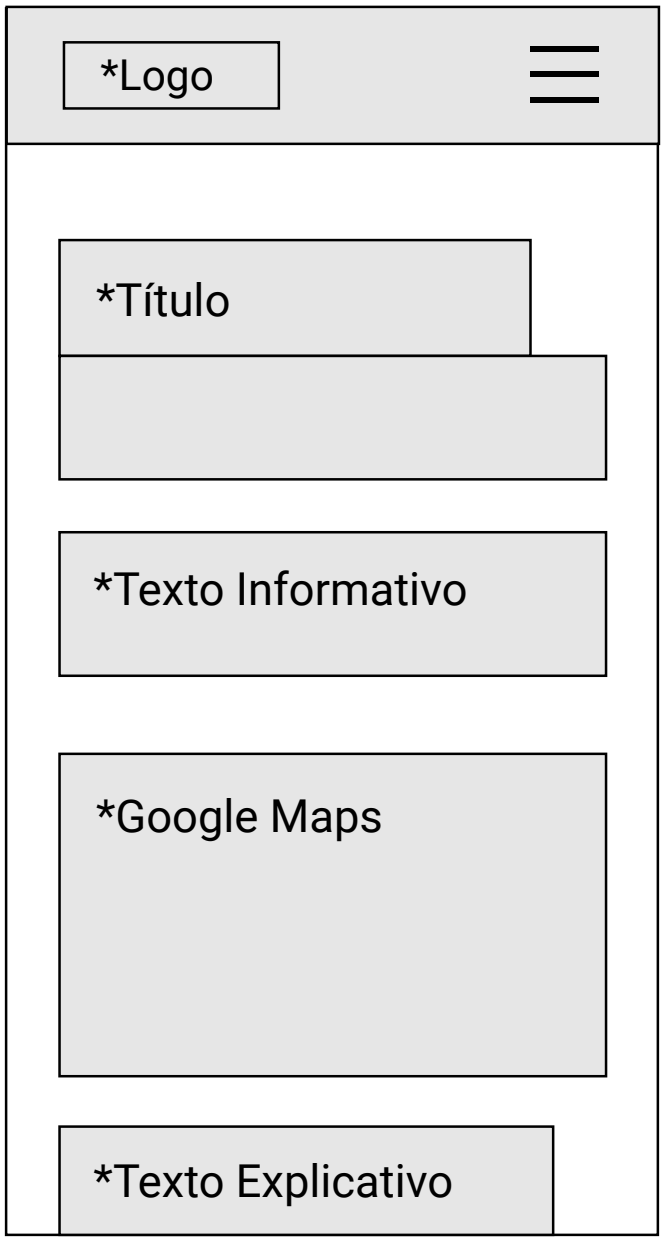 *Logo
*Título
*Texto Informativo
*Google Maps
*Texto Explicativo